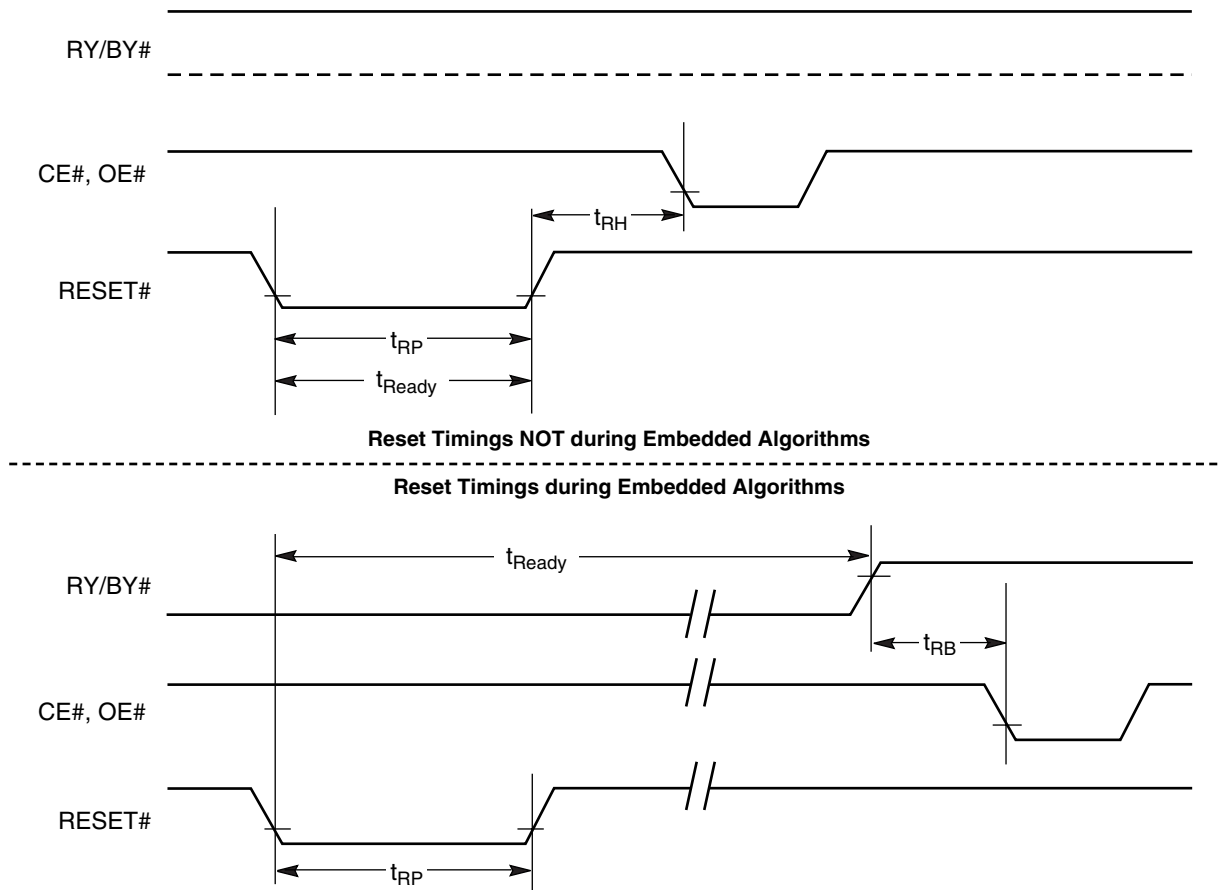 RY/BY#
CE#, OE#
tRH
RESET#
tRP
tReady
Reset Timings NOT during Embedded Algorithms
Reset Timings during Embedded Algorithms
tReady
RY/BY#
tRB
CE#, OE#
RESET#
tRP